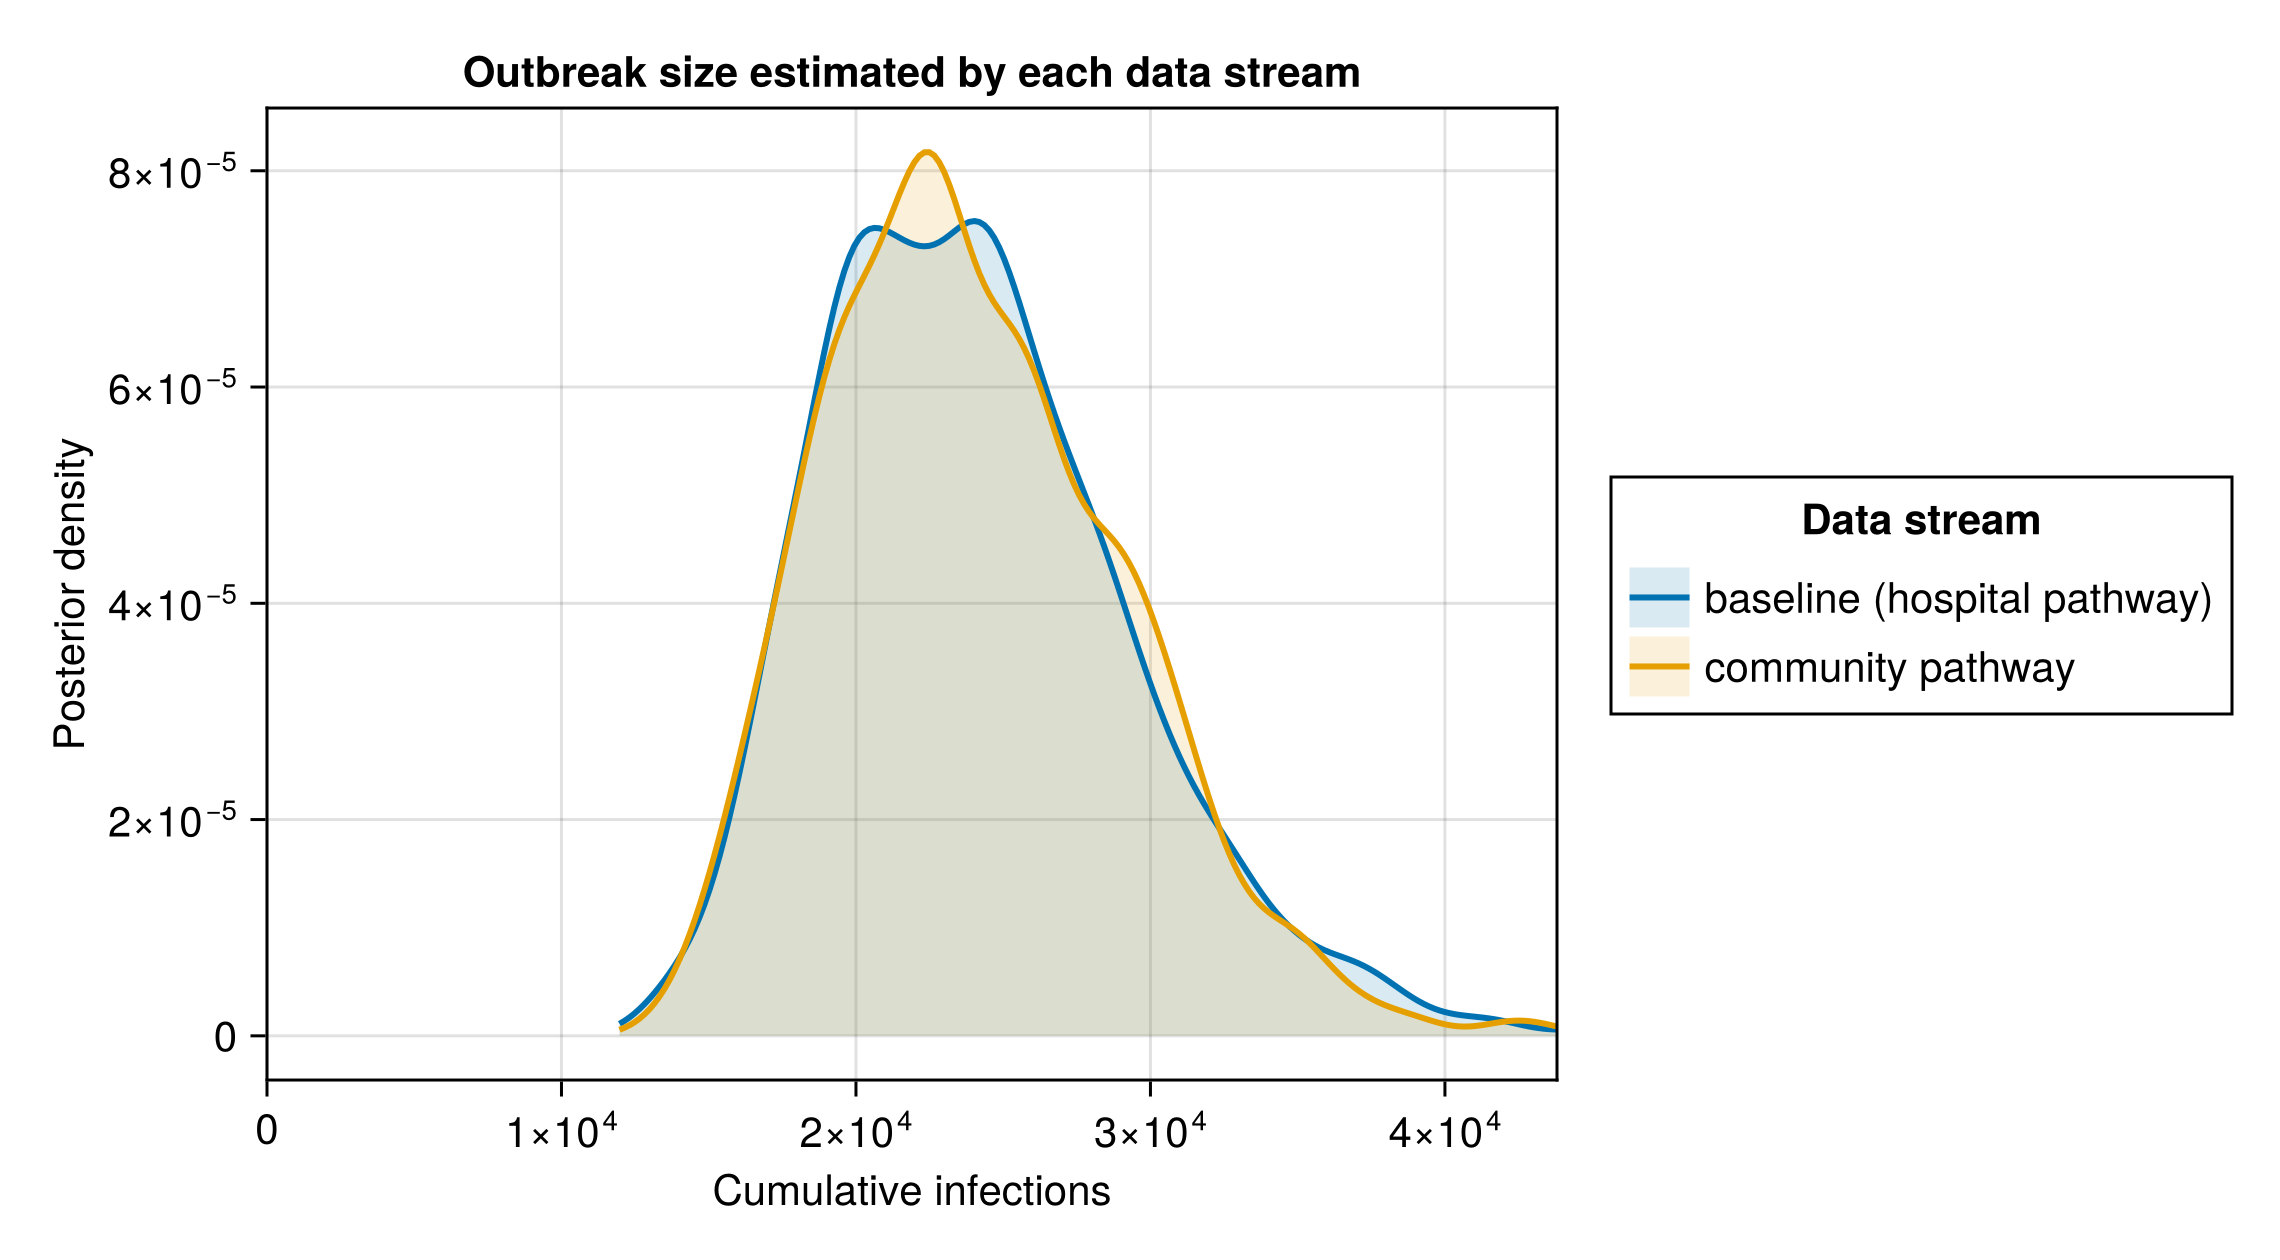 Outbreak size estimated by each data stream
8×10⁻⁵
6×10⁻⁵
4×10⁻⁵
2×10⁻⁵
0
Posterior density
0 1×10⁴ 2×10⁴ 3×10⁴ 4×10⁴
Cumulative infections
Data stream
baseline (hospital pathway)
community pathway